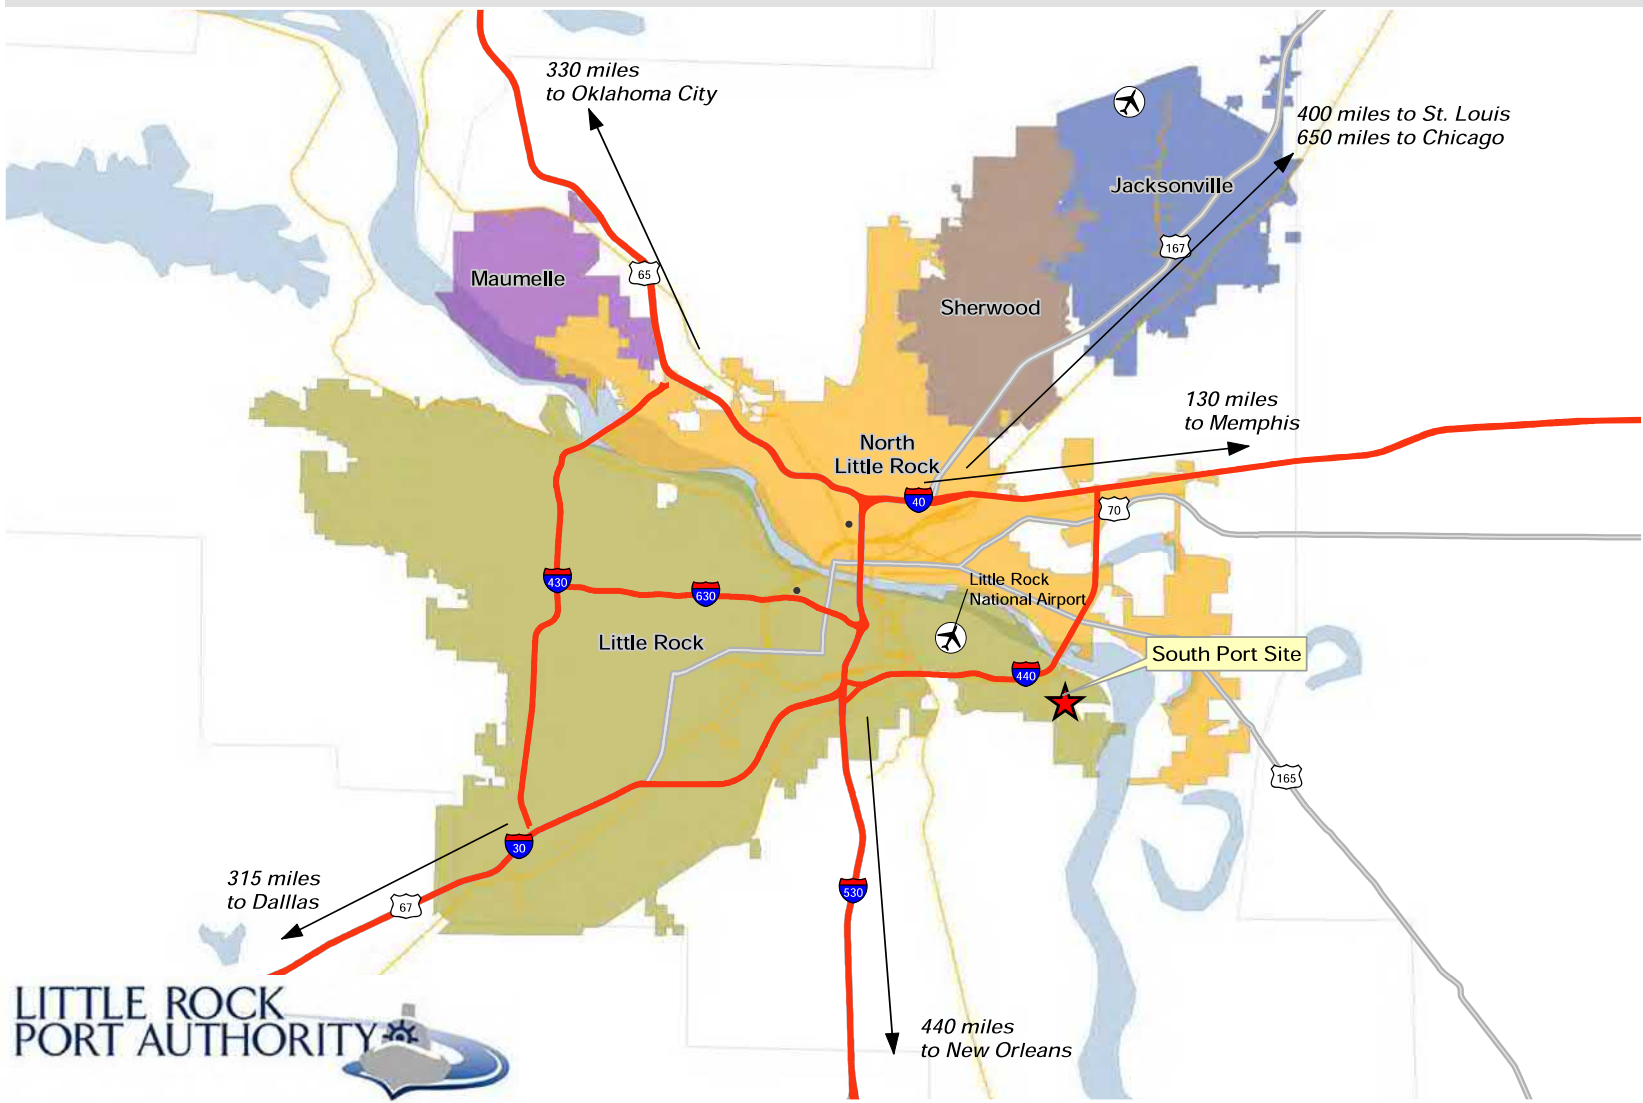 330 miles
to Oklahoma City
400 miles to St. Louis
650 miles to Chicago
Jacksonville
167
65
Maumelle
Sherwood
130 miles
to Memphis
North
Little Rock
40
70
430
630
Little Rock
National Airport
Little Rock
South Port Site
440
165
30
315 miles
to Dalllas
67
530
LITTLE ROCK
PORT AUTHORITY
440 miles
to New Orleans